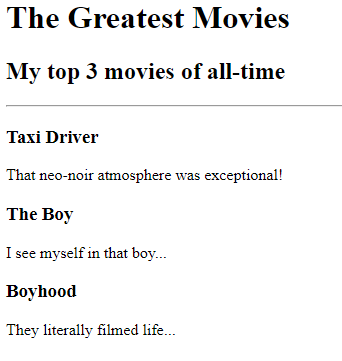 The Greatest Movies
My top 3 movies of all-time
Taxi Driver
That neo-noir atmosphere was exceptional!
The Boy
I see myself in that boy...
Boyhood
They literally filmed life...